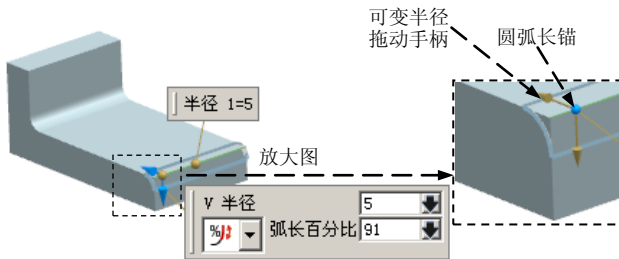 可变半径
拖动手柄
圆弧长锚
半径 1=5
放大图
V 半径 5
% 弧长百分比 91